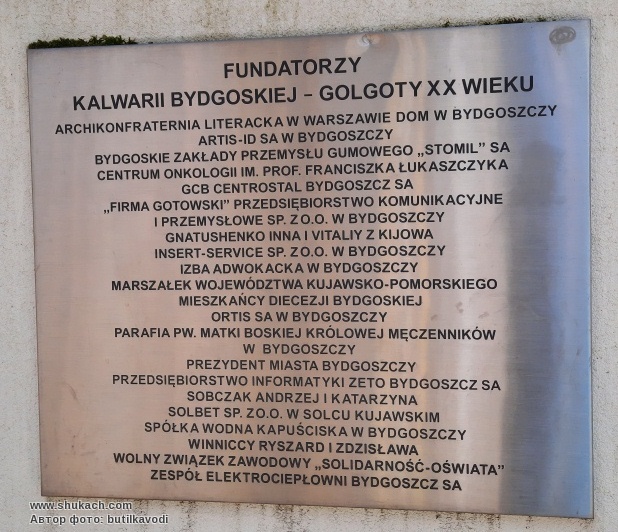 FUNDATORZY
KALWARII BYDGOSKIEJ – GOLGOTY XX WIEKU
ARCHIKONFRATERNIA LITERACKA W WARSZAWIE DOM W BYDGOSZCZY
ARTIS-ID SA W BYDGOSZCZY
BYDGOSKIE ZAKŁADY PRZEMYSŁU GUMOWEGO „STOMIL” SA
CENTRUM ONKOLOGII IM. PROF. FRANCISZKA ŁUKASZCZYKA
GCB CENTROSTAL BYDGOSZCZ SA
„FIRMA GOTOWSKI” PRZEDSIĘBIORSTWO KOMUNIKACYJNE
I PRZEMYSŁOWE SP. ZO.O. W BYDGOSZCZY
GNATUSHENKO INNA I VITALIY Z KIJOWA
INSERT-SERVICE SP. ZO.O. W BYDGOSZCZY
IZBA ADWOKACKA W BYDGOSZCZY
MARSZAŁEK WOJEWÓDZTWA KUJAWSKO-POMORSKIEGO
MIESZKAŃCY DIECEZJI BYDGOSKIEJ
ORTIS SA W BYDGOSZCZY
PARAFIA PW. MATKI BOSKIEJ KRÓLOWEJ MĘCZENNIKÓW
W BYDGOSZCZY
PREZYDENT MIASTA BYDGOSZCZY
PRZEDSIĘBIORSTWO INFORMATYKI ZETO BYDGOSZCZ SA
SOBCZAK ANDRZEJ I KATARZYNA
SOLBET SP. ZO.O. W SOLCU KUJAWSKIM
SPÓŁKA WODNA KAPUŚCISKA W BYDGOSZCZY
WINNICCY RYSZARD I ZDZISŁAWA
WOLNY ZWIĄZEK ZAWODOWY „SOLIDARNOŚĆ-OŚWIATA”
ZESPÓŁ ELEKTROCIEPŁOWNI BYDGOSZCZ SA
www.shukach.com
Автор фото: butilkavodi